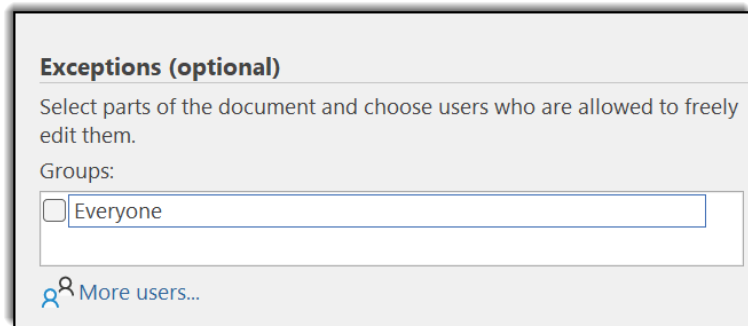 Exceptions (optional)
Select parts of the document and choose users who are allowed to freely
edit them.
Groups:
Everyone
More users...